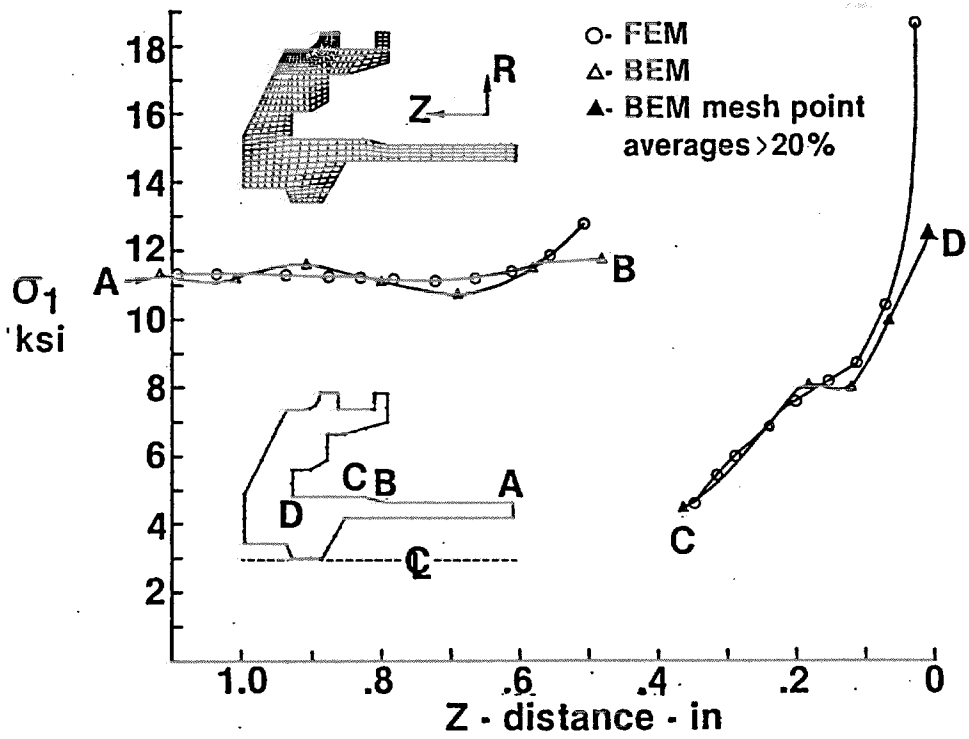 18
16
14
12
10
8
6
4
2
σ1
ksi
R
Z
FEM
BEM
BEM mesh point
averages>20%
A
B
C
D
C
B
A
D
CL
1.0
.8
.6
.4
.2
0
Z - distance - in